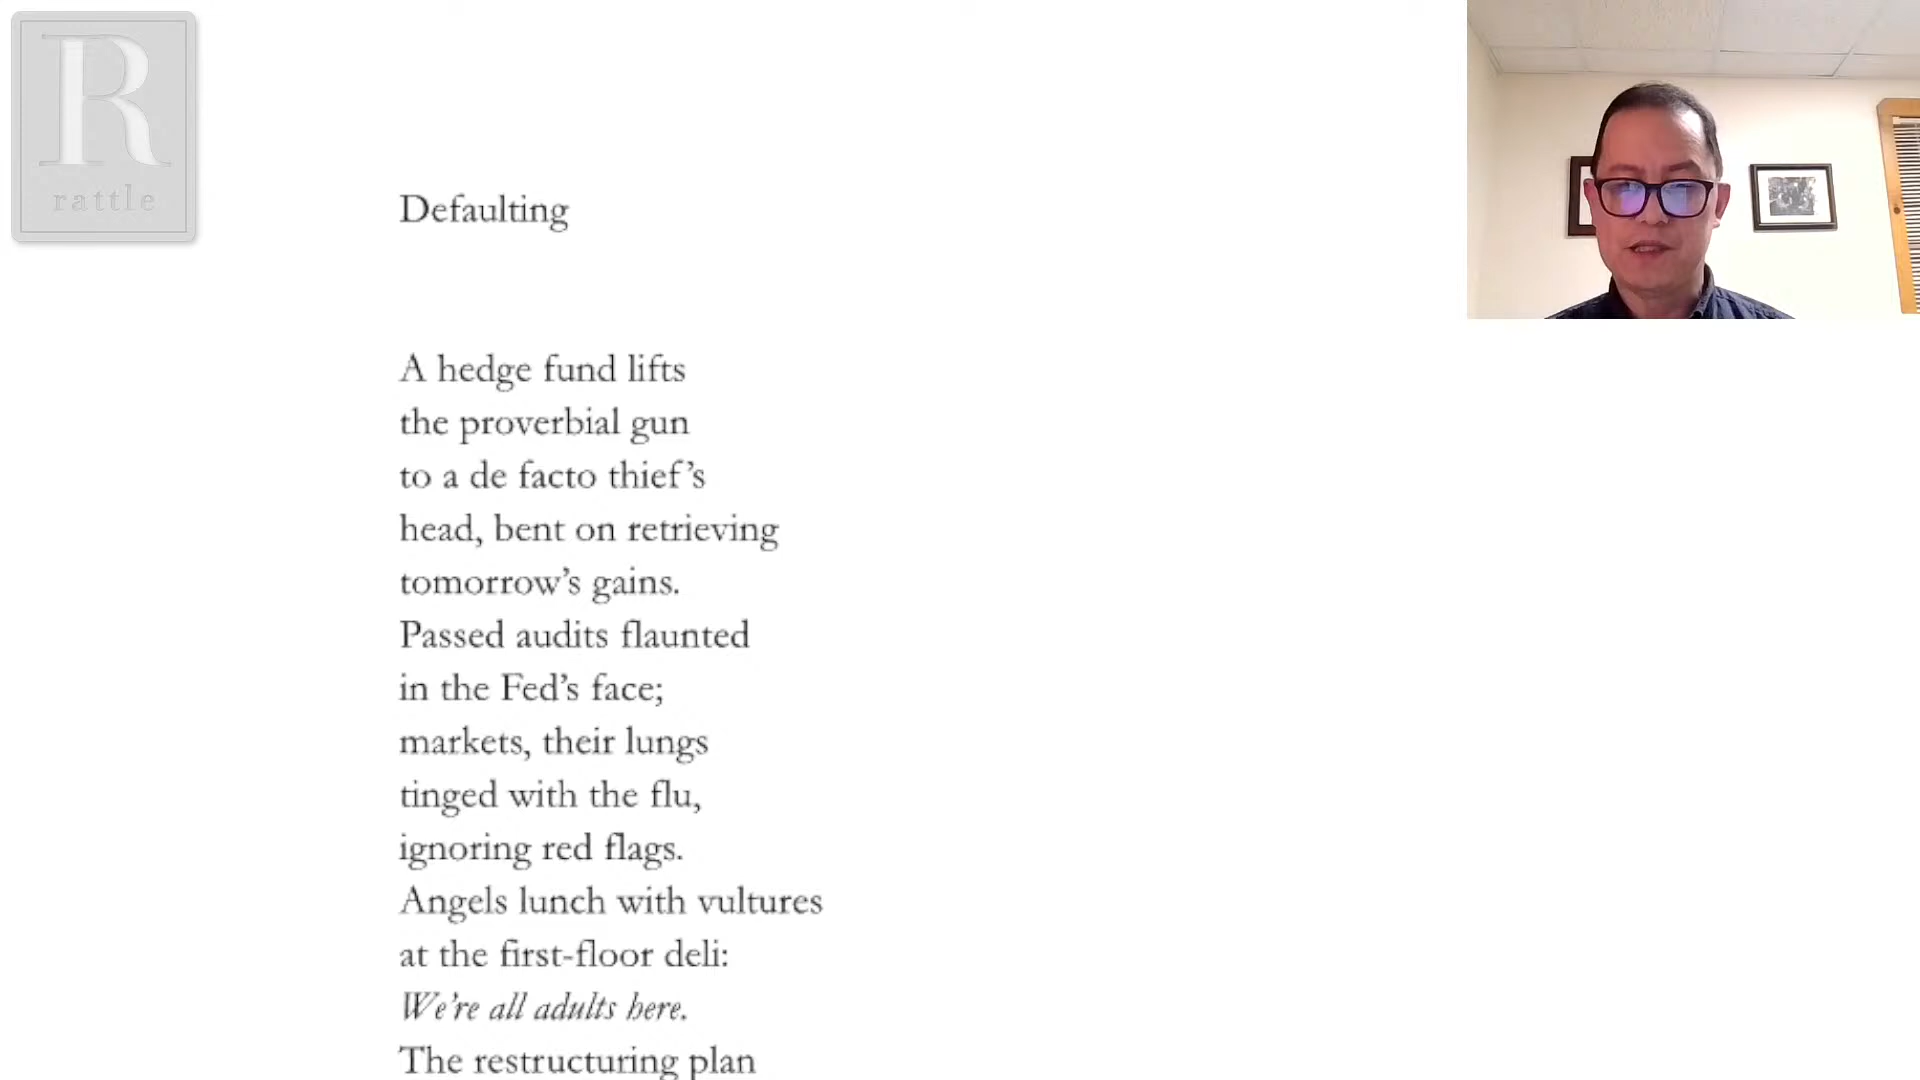 R
rattle
Defaulting
A hedge fund lifts
the proverbial gun
to a de facto thief’s
head, bent on retrieving
tomorrow’s gains.
Passed audits flaunted
in the Fed’s face;
markets, their lungs
tinged with the flu,
ignoring red flags.
Angels lunch with vultures
at the first-floor deli:
We’re all adults here.
The restructuring plan